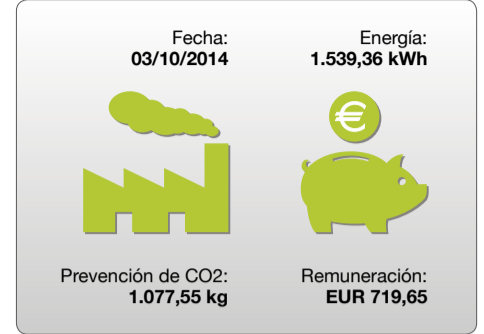 Fecha:
03/10/2014
Energía:
1.539,36 kWh
€
Prevención de CO2:
1.077,55 kg
Remuneración:
EUR 719,65